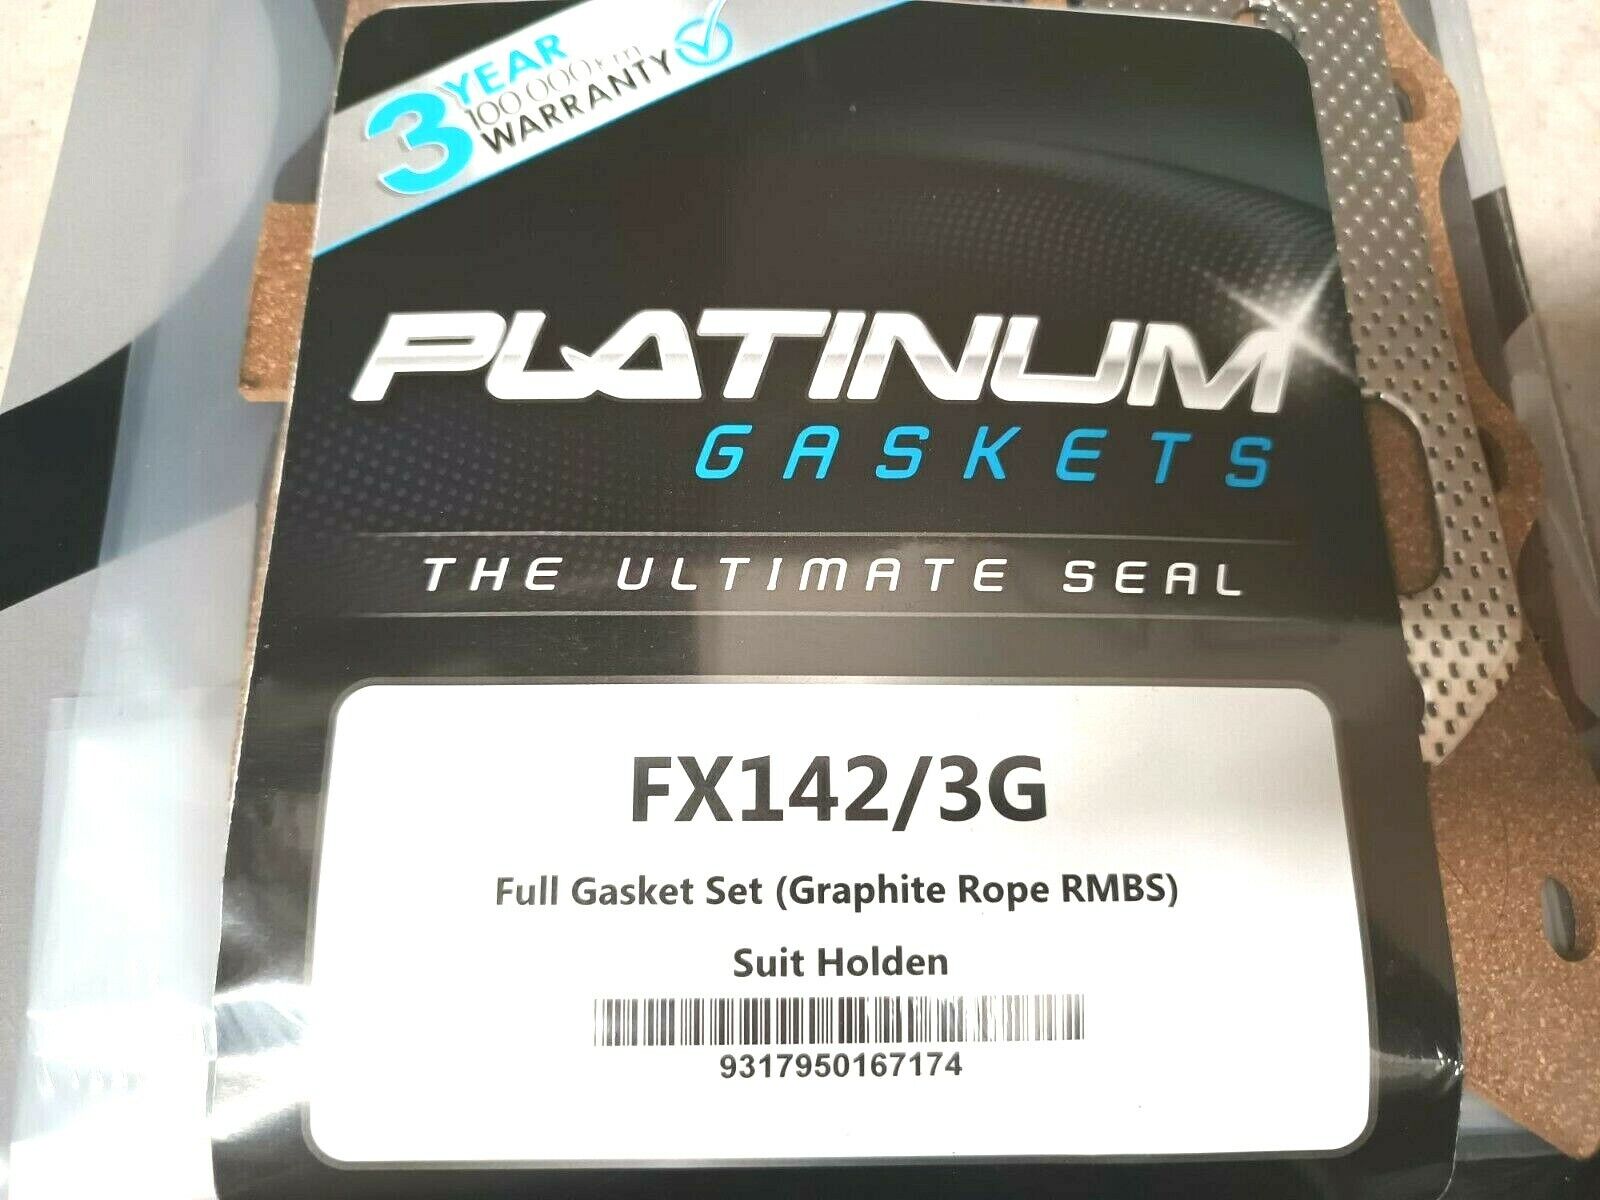 3 YEAR
100 000 km
WARRANTY
PLATINUM
GASKETS
THE ULTIMATE SEAL
FX142/3G
Full Gasket Set (Graphite Rope RMBS)
Suit Holden
9317950167174